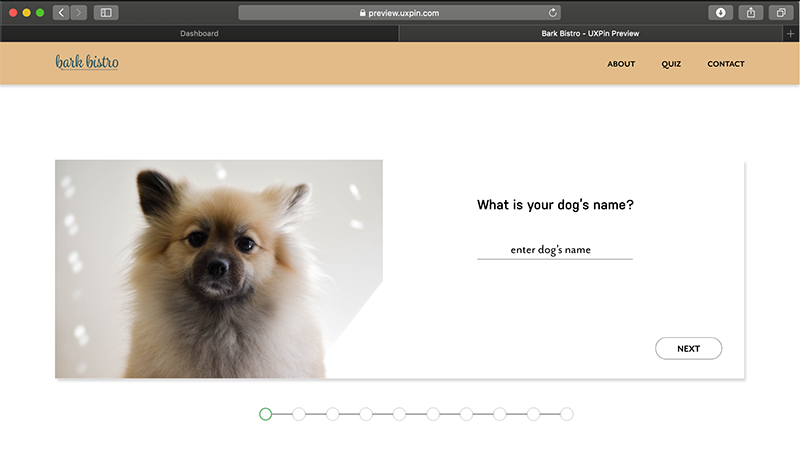 preview.uxpin.com
Dashboard
Bark Bistro - UXPin Preview
bark bistro
ABOUT
QUIZ
CONTACT
What is your dog's name?
enter dog's name
NEXT